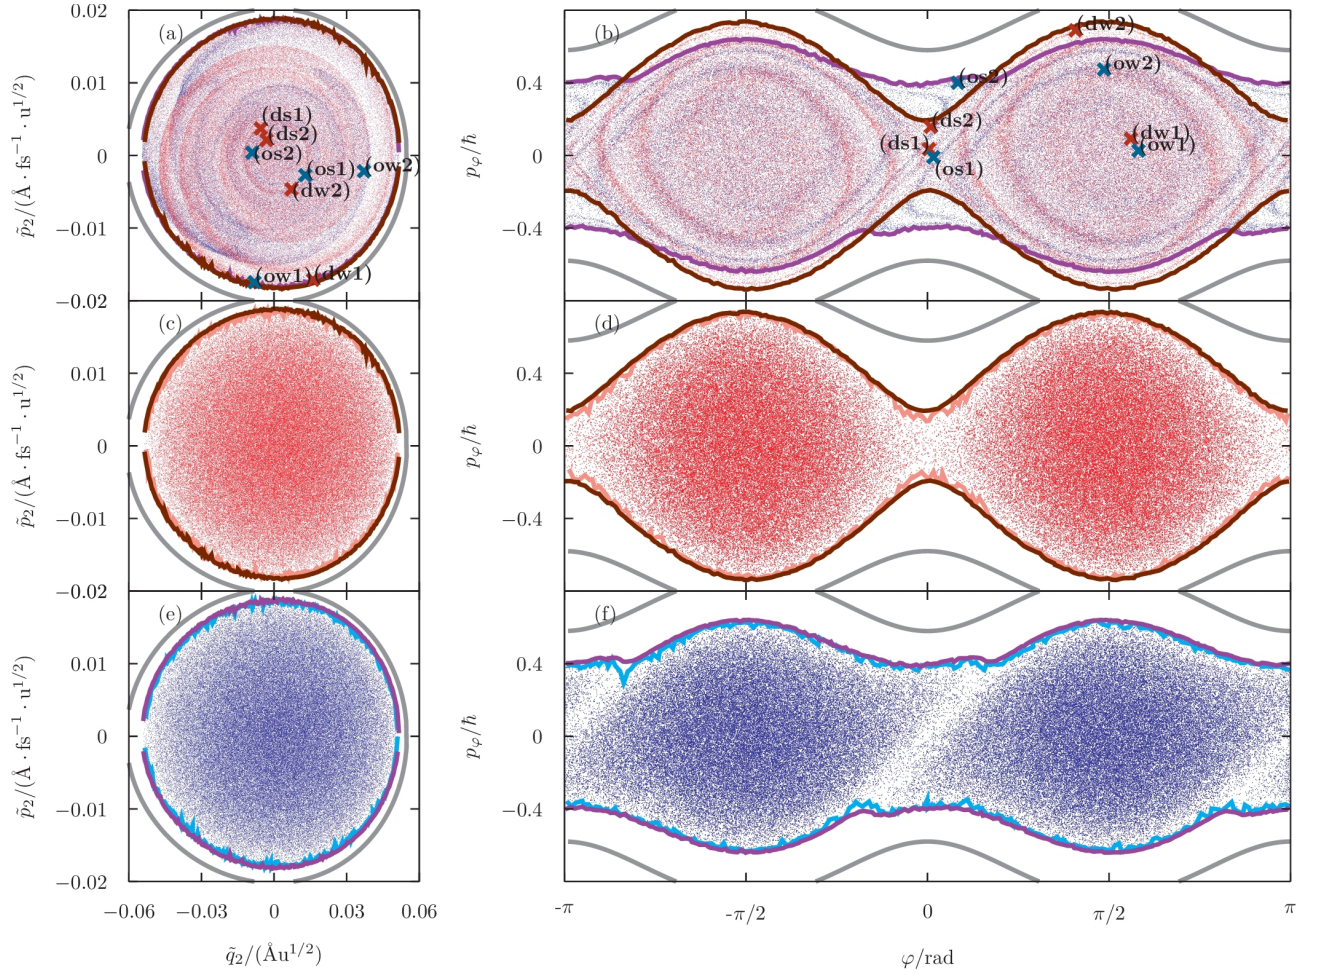 0.02
0.01
0
−0.01
−0.02
p̃₂/(Å · fs⁻¹ · u^{1/2})
(a)
(ds1)
(ds2)
(os2)
(os1)
(ow2)
(dw2)
(ow1)
(dw1)
0.4
0
−0.4
p_φ/ħ
(b)
(dw2)
(ow2)
(os2)
(ds2)
(ds1)
(dw1)
(ow1)
(os1)
0.01
0
−0.01
−0.02
p̃₂/(Å · fs⁻¹ · u^{1/2})
(c)
0.4
0
−0.4
p_φ/ħ
(d)
0.01
0
−0.01
−0.02
p̃₂/(Å · fs⁻¹ · u^{1/2})
(e)
0.4
0
−0.4
p_φ/ħ
(f)
−0.06 −0.03 0 0.03 0.06
q̃₂/(Åu^{1/2})
-π -π/2 0 π/2 π
φ/rad